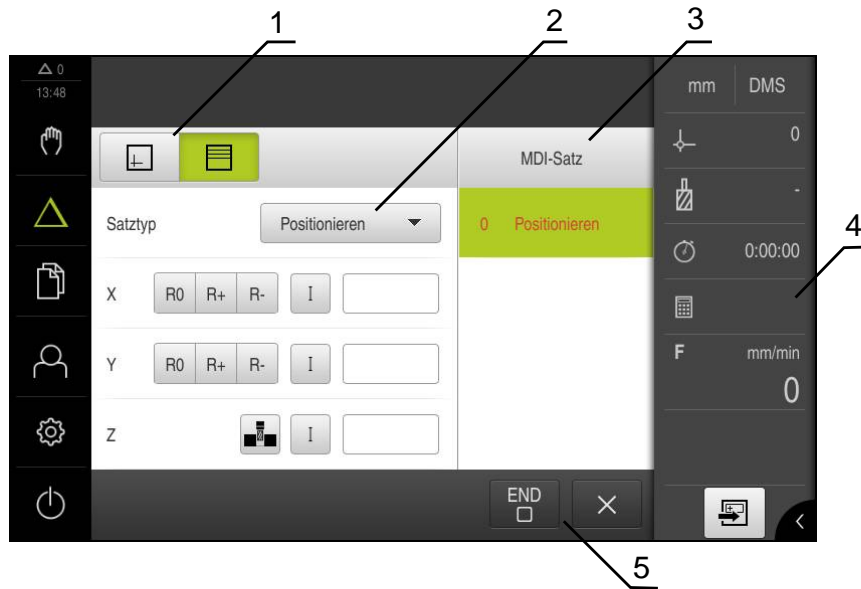 1 2 3
0
13:48
mm DMS
0
MDI-Satz
-
Satztyp Positionieren 0 Positionieren
4
0:00:00
X R0 R+ R- I
F mm/min
Y R0 R+ R- I
0
Z I
END
5